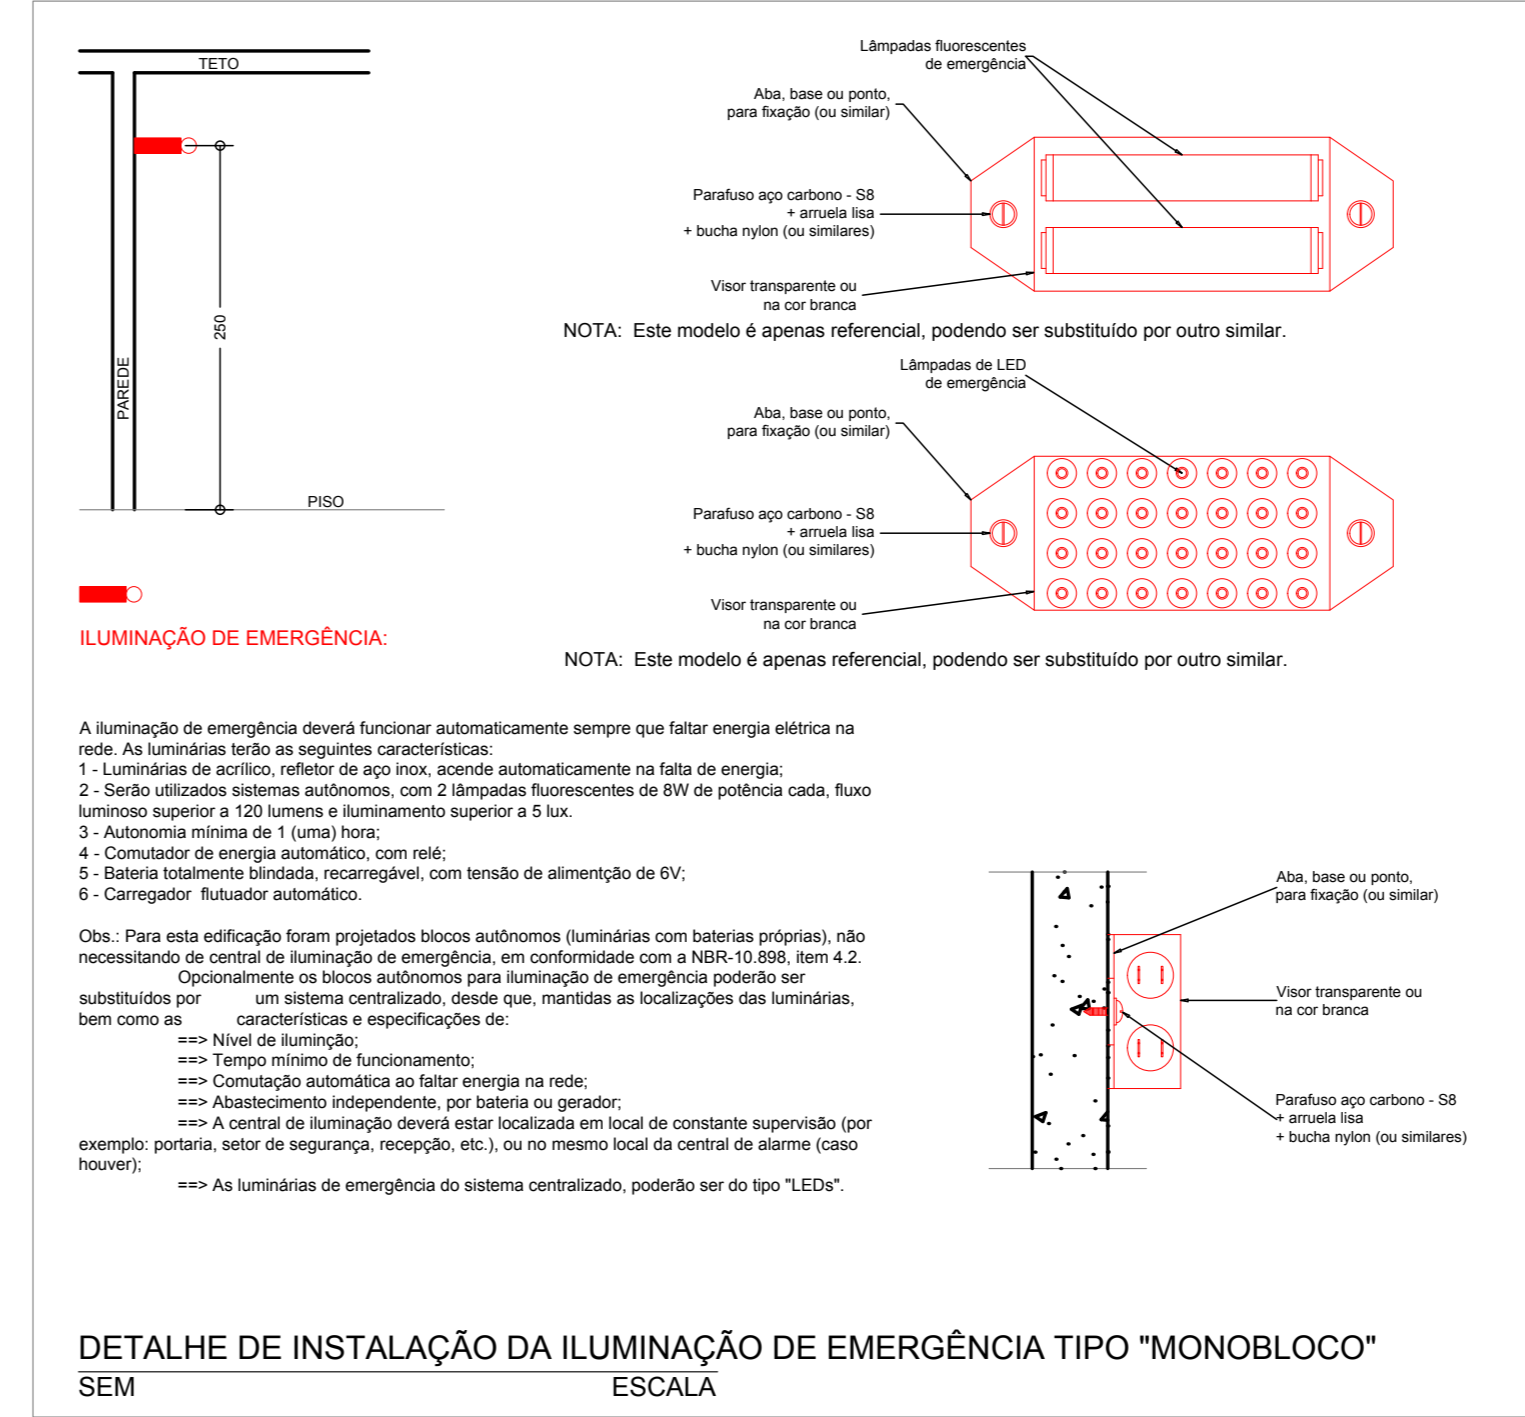 TETO
250
PAREDE
PISO
Lâmpadas fluorescentes
de emergência
Aba, base ou ponto,
para fixação (ou similar)
Parafuso aço carbono - S8
+ arruela lisa
+ bucha nylon (ou similares)
Visor transparente ou
na cor branca
NOTA: Este modelo é apenas referencial, podendo ser substituído por outro similar.
Lâmpadas de LED
de emergência
Aba, base ou ponto,
para fixação (ou similar)
Parafuso aço carbono - S8
+ arruela lisa
+ bucha nylon (ou similares)
Visor transparente ou
na cor branca
NOTA: Este modelo é apenas referencial, podendo ser substituído por outro similar.
ILUMINAÇÃO DE EMERGÊNCIA:
A iluminação de emergência deverá funcionar automaticamente sempre que faltar energia elétrica na
rede. As luminárias terão as seguintes características:
1 - Luminárias de acrílico, refletor de aço inox, acende automaticamente na falta de energia;
2 - Serão utilizados sistemas autônomos, com 2 lâmpadas fluorescentes de 8W de potência cada, fluxo
luminoso superior a 120 lumens e iluminamento superior a 5 lux.
3 - Autonomia mínima de 1 (uma) hora;
4 - Comutador de energia automático, com relé;
5 - Bateria totalmente blindada, recarregável, com tensão de alimentção de 6V;
6 - Carregador flutuador automático.
Obs.: Para esta edificação foram projetados blocos autônomos (luminárias com baterias próprias), não
necessitando de central de iluminação de emergência, em conformidade com a NBR-10.898, item 4.2.
Opcionalmente os blocos autônomos para iluminação de emergência poderão ser
substituídos por um sistema centralizado, desde que, mantidas as localizações das luminárias,
bem como as características e especificações de:
==> Nível de iluminção;
==> Tempo mínimo de funcionamento;
==> Comutação automática ao faltar energia na rede;
==> Abastecimento independente, por bateria ou gerador;
==> A central de iluminação deverá estar localizada em local de constante supervisão (por
exemplo: portaria, setor de segurança, recepção, etc.), ou no mesmo local da central de alarme (caso
houver);
==> As luminárias de emergência do sistema centralizado, poderão ser do tipo "LEDs".
Aba, base ou ponto,
para fixação (ou similar)
Visor transparente ou
na cor branca
Parafuso aço carbono - S8
+ arruela lisa
+ bucha nylon (ou similares)
DETALHE DE INSTALAÇÃO DA ILUMINAÇÃO DE EMERGÊNCIA TIPO "MONOBLOCO"
SEM ESCALA